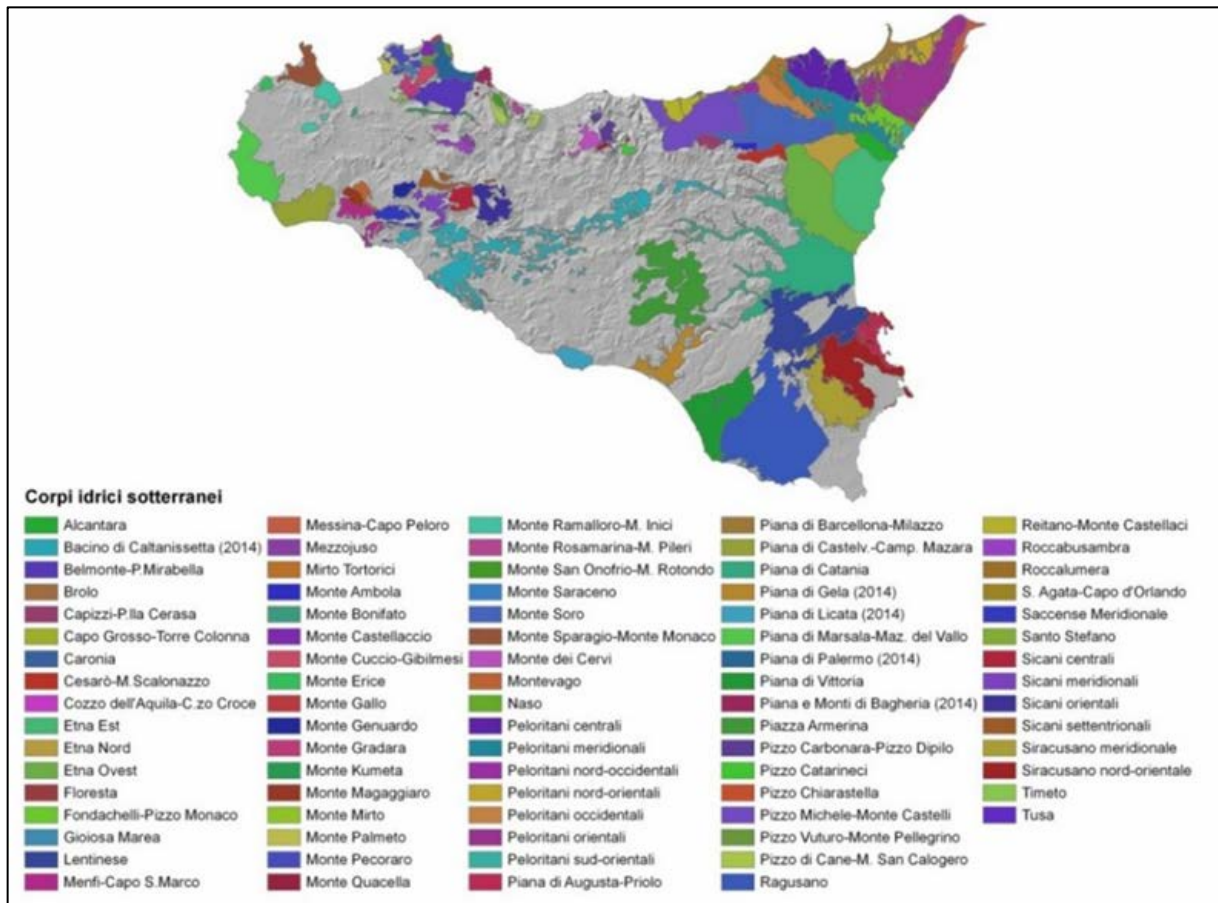 Corpi idrici sotterranei
Alcantara
Bacino di Caltanissetta (2014)
Belmonte-P.Mirabella
Brolo
Capizzi-P.lla Cerasa
Capo Grosso-Torre Colonna
Caronia
Cesarò-M.Scalonazzo
Cozzo dell'Aquila-C.zo Croce
Etna Est
Etna Nord
Etna Ovest
Floresta
Fondachelli-Pizzo Monaco
Gioiosa Marea
Lentinese
Menfi-Capo S.Marco
Messina-Capo Peloro
Mezzojuso
Mirto Tortorici
Monte Ambola
Monte Bonifato
Monte Castellaccio
Monte Cuccio-Gibilmesi
Monte Erice
Monte Gallo
Monte Genuardo
Monte Gradara
Monte Kumeta
Monte Magaggiaro
Monte Mirto
Monte Palmeto
Monte Pecoraro
Monte Quacella
Monte Ramalloro-M. Inici
Monte Rosamarina-M. Pileri
Monte San Onofrio-M. Rotondo
Monte Saraceno
Monte Soro
Monte Sparagio-Monte Monaco
Monte dei Cervi
Montevago
Naso
Peloritani centrali
Peloritani meridionali
Peloritani nord-occidentali
Peloritani nord-orientali
Peloritani occidentali
Peloritani orientali
Peloritani sud-orientali
Piana di Augusta-Priolo
Piana di Barcellona-Milazzo
Piana di Castelv.-Camp. Mazara
Piana di Catania
Piana di Gela (2014)
Piana di Licata (2014)
Piana di Marsala-Maz. del Vallo
Piana di Palermo (2014)
Piana di Vittoria
Piana e Monti di Bagheria (2014)
Piazza Armerina
Pizzo Carbonara-Pizzo Dipilo
Pizzo Catarineci
Pizzo Chiarastella
Pizzo Michele-Monte Castelli
Pizzo Vuturo-Monte Pellegrino
Pizzo di Cane-M. San Calogero
Ragusano
Reitano-Monte Castellaci
Roccabusambra
Roccalumera
S. Agata-Capo d'Orlando
Saccense Meridionale
Santo Stefano
Sicani centrali
Sicani meridionali
Sicani orientali
Sicani settentrionali
Siracusano meridionale
Siracusano nord-orientale
Timeto
Tusa